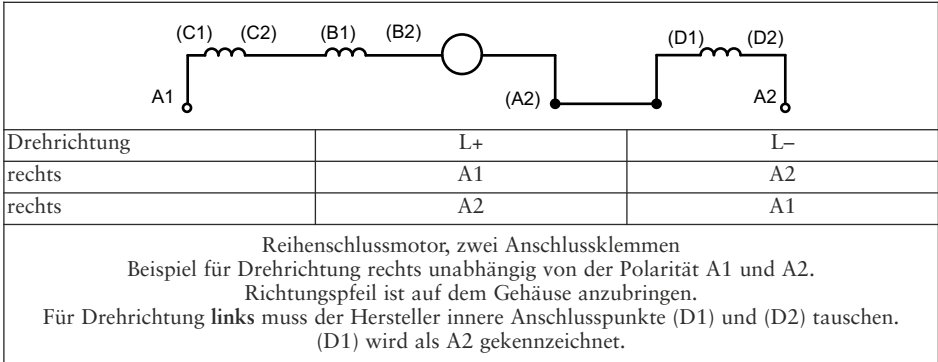 (C1) (C2) (B1) (B2) (D1) (D2)
A1 (A2) A2
Drehrichtung L+ L–
rechts A1 A2
rechts A2 A1
Reihenschlussmotor, zwei Anschlussklemmen
Beispiel für Drehrichtung rechts unabhängig von der Polarität A1 und A2.
Richtungspfeil ist auf dem Gehäuse anzubringen.
Für Drehrichtung links muss der Hersteller innere Anschlusspunkte (D1) und (D2) tauschen.
(D1) wird als A2 gekennzeichnet.